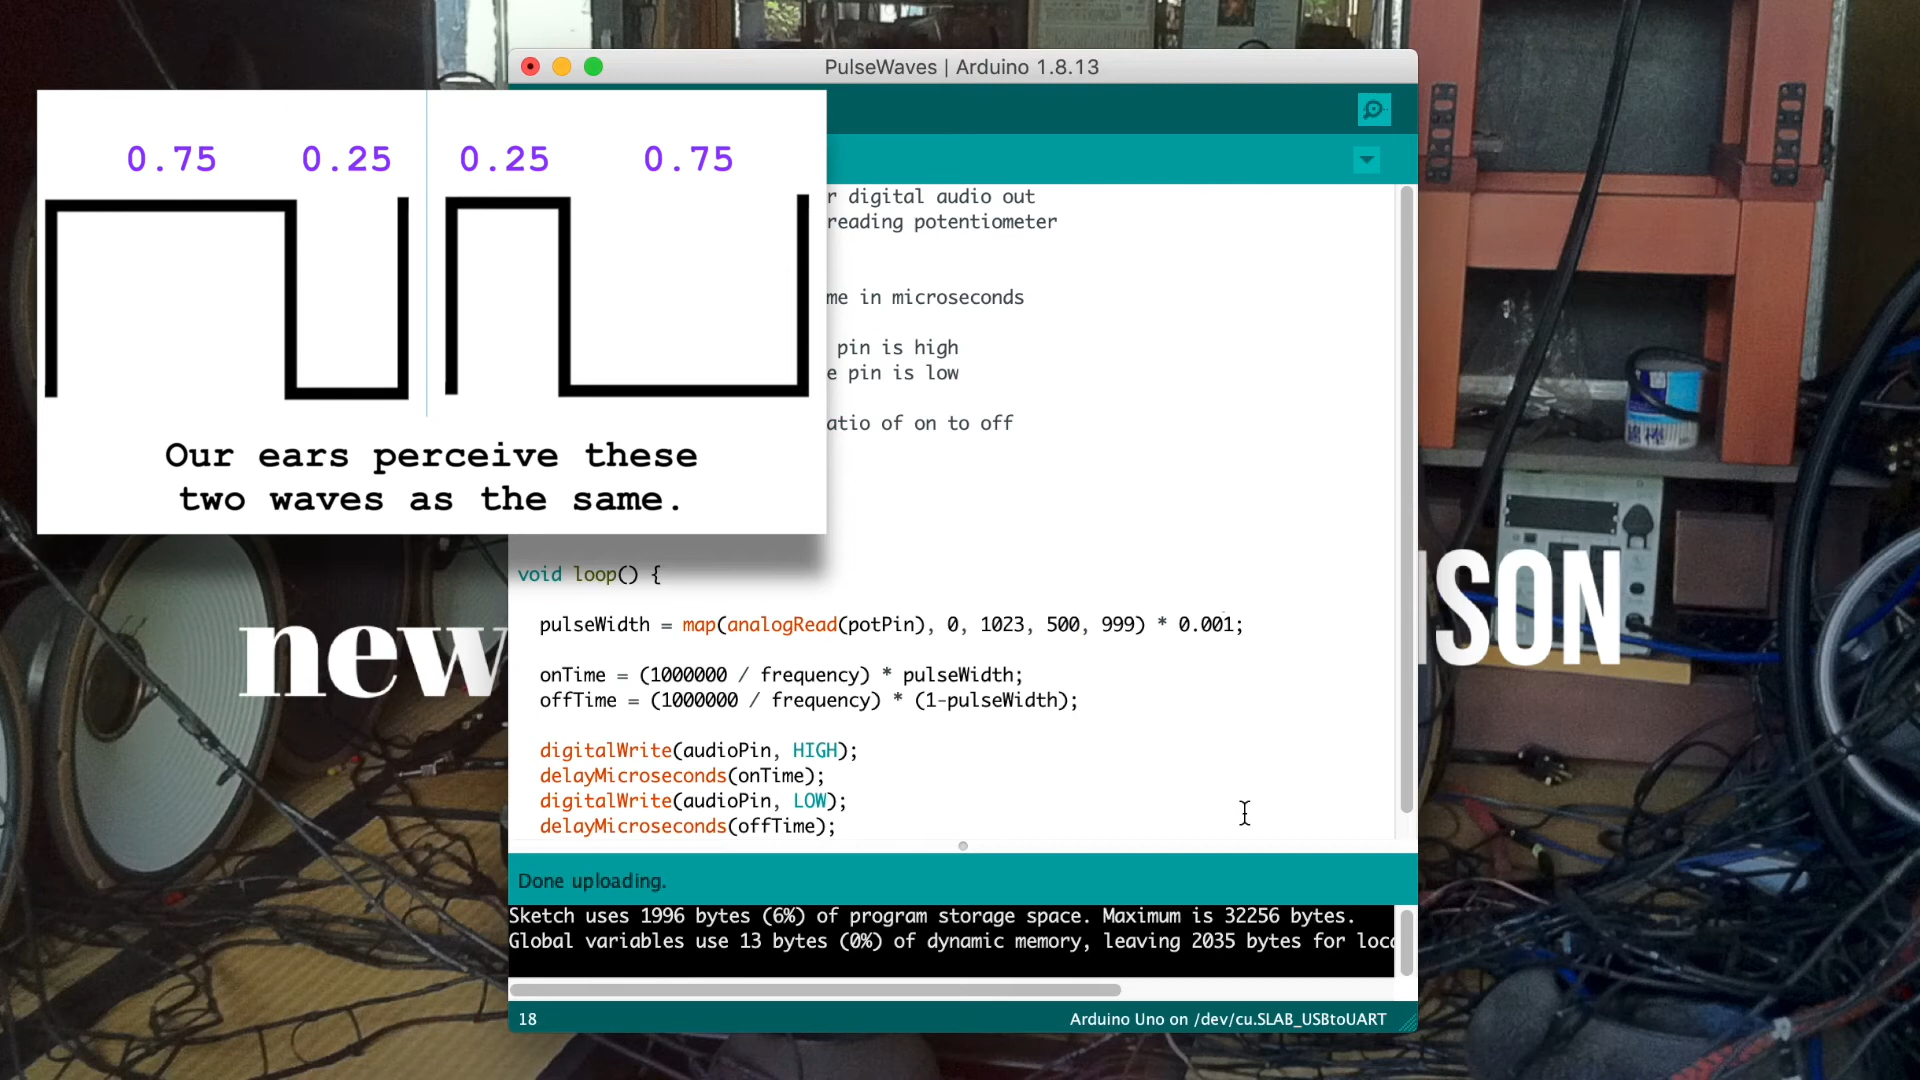 PulseWaves | Arduino 1.8.13
0.75 0.25 0.25 0.75
Our ears perceive these
two waves as the same.
r digital audio out
reading potentiometer
me in microseconds
pin is high
e pin is low
atio of on to off
void loop() {
pulseWidth = map(analogRead(potPin), 0, 1023, 500, 999) * 0.001;
onTime = (1000000 / frequency) * pulseWidth;
offTime = (1000000 / frequency) * (1-pulseWidth);
digitalWrite(audioPin, HIGH);
delayMicroseconds(onTime);
digitalWrite(audioPin, LOW);
delayMicroseconds(offTime);
new
SON
Done uploading.
Sketch uses 1996 bytes (6%) of program storage space. Maximum is 32256 bytes.
Global variables use 13 bytes (0%) of dynamic memory, leaving 2035 bytes for loc
18
Arduino Uno on /dev/cu.SLAB_USBtoUART